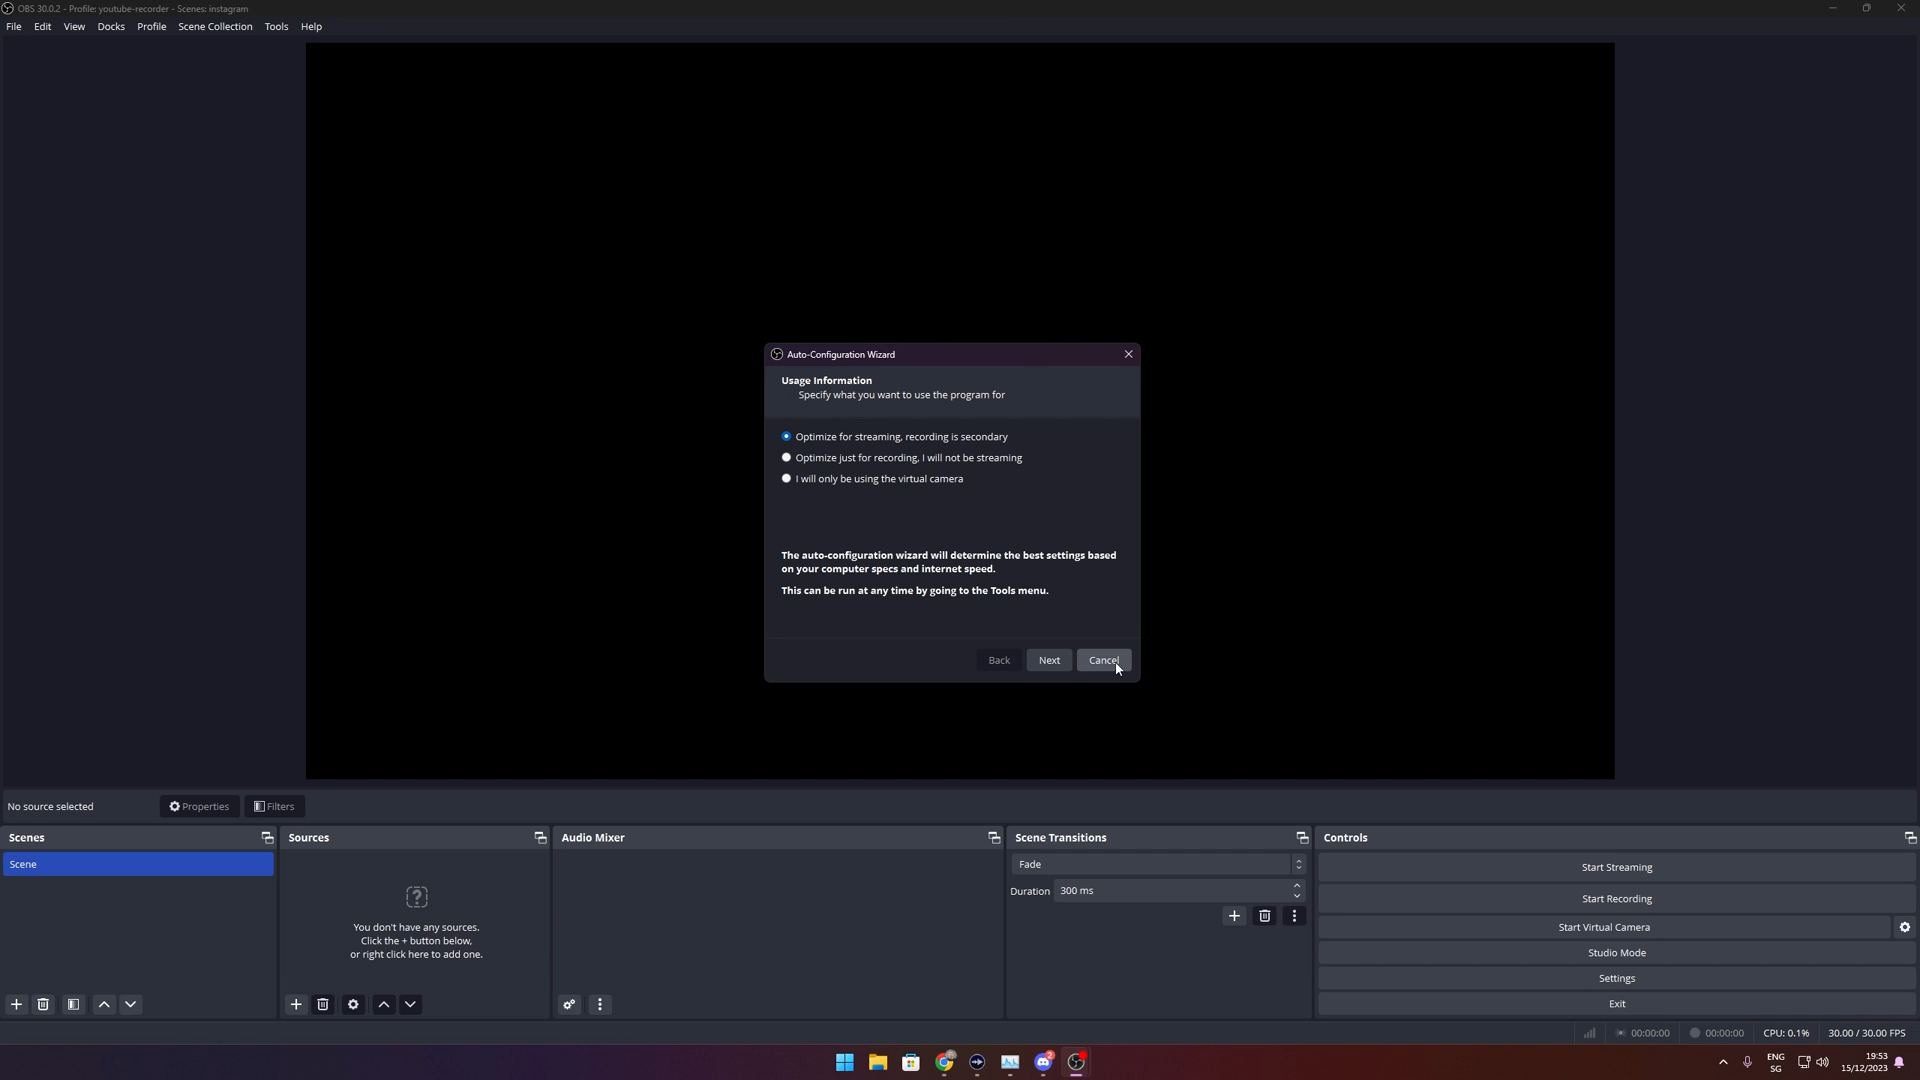 OBS 30.0.2 - Profile: youtube-recorder - Scenes: instagram
File Edit View Docks Profile Scene Collection Tools Help
Auto-Configuration Wizard
Usage Information
Specify what you want to use the program for
Optimize for streaming, recording is secondary
Optimize just for recording, I will not be streaming
I will only be using the virtual camera
The auto-configuration wizard will determine the best settings based
on your computer specs and internet speed.
This can be run at any time by going to the Tools menu.
Back Next Cancel
No source selected Properties Filters
Scenes
Scene
Sources
You don't have any sources.
Click the + button below,
or right click here to add one.
Audio Mixer
Scene Transitions
Fade
Duration 300 ms
Controls
Start Streaming
Start Recording
Start Virtual Camera
Studio Mode
Settings
Exit
00:00:00 00:00:00 CPU: 0.1% 30.00 / 30.00 FPS
2
ENG
SG
19:53
15/12/2023